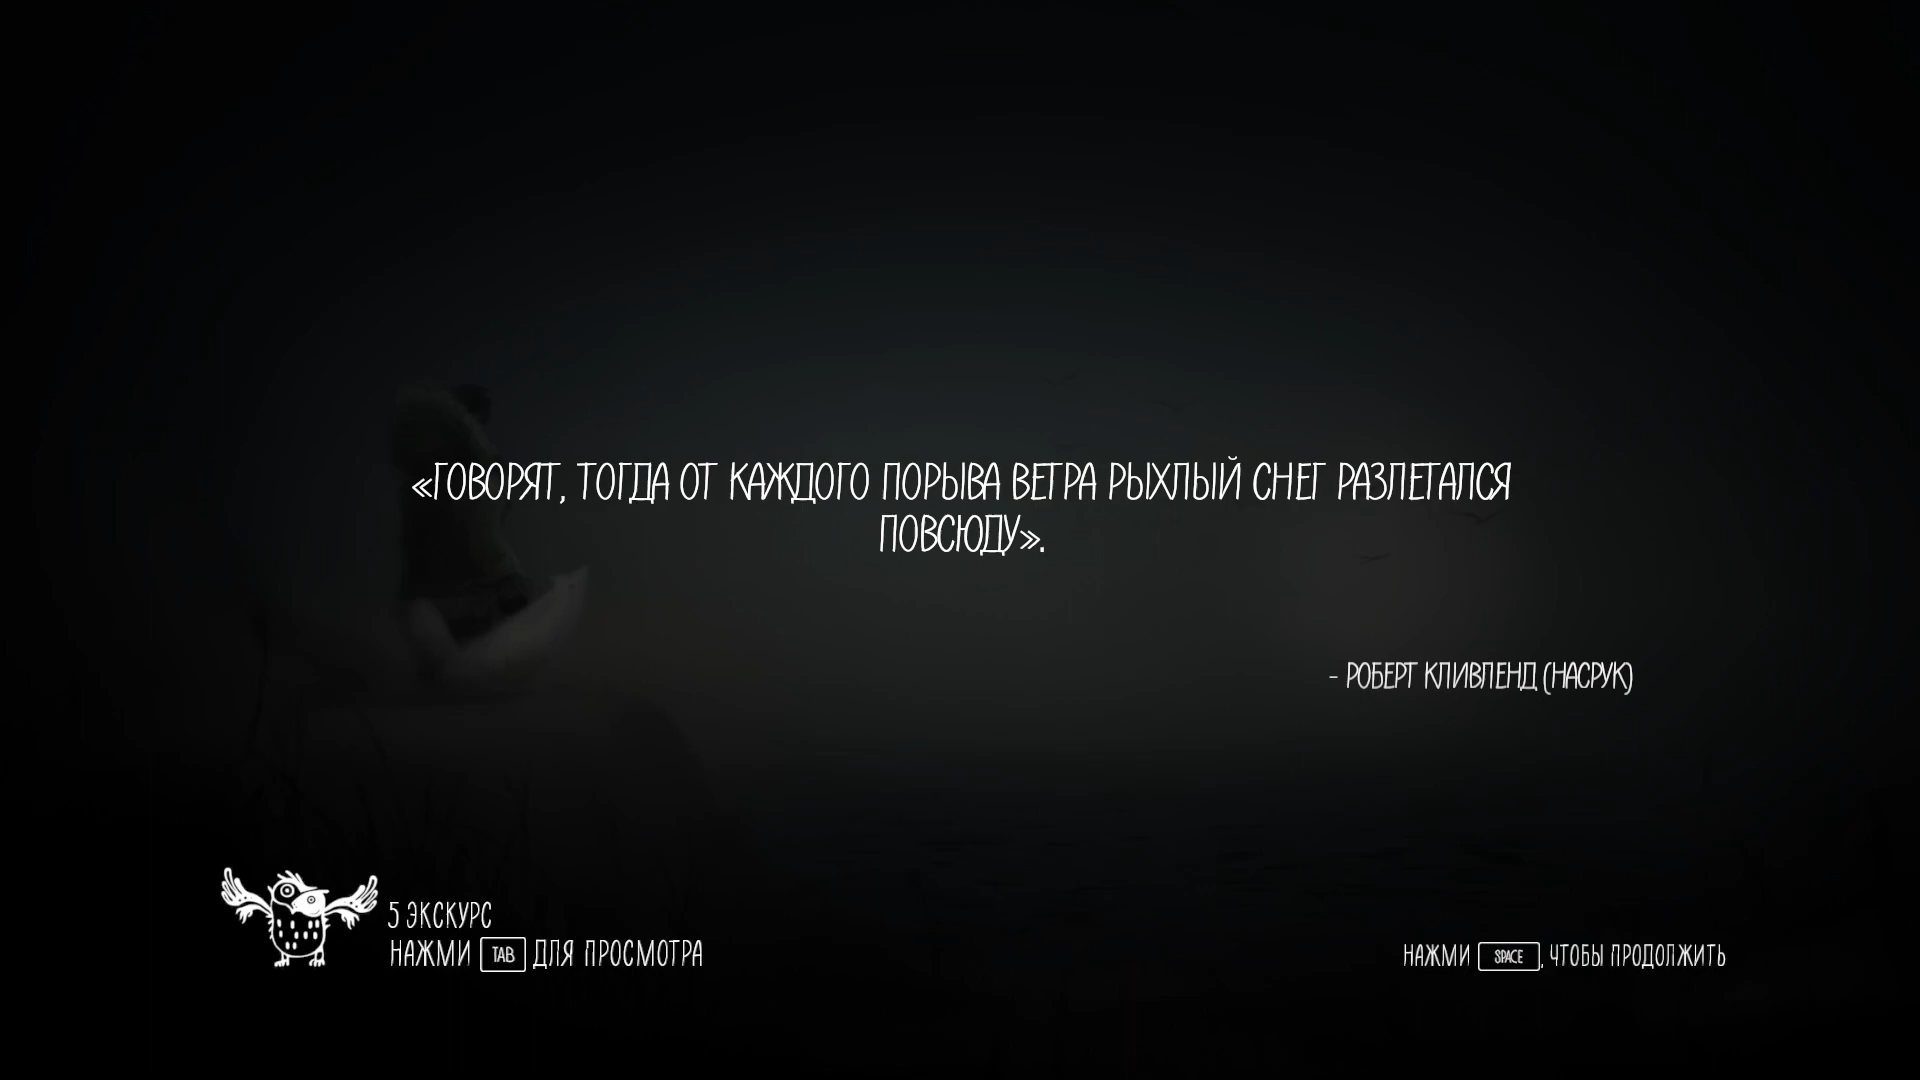 «ГОВОРЯТ, ТОГДА ОТ КАЖДОГО ПОРЫВА ВЕТРА РЫХЛЫЙ СНЕГ РАЗЛЕТАЛСЯ
ПОВСЮДУ».
- РОБЕРТ КЛИВЛЕНД (НАСРУК)
5 ЭКСКУРС
НАЖМИ TAB ДЛЯ ПРОСМОТРА
НАЖМИ SPACE, ЧТОБЫ ПРОДОЛЖИТЬ